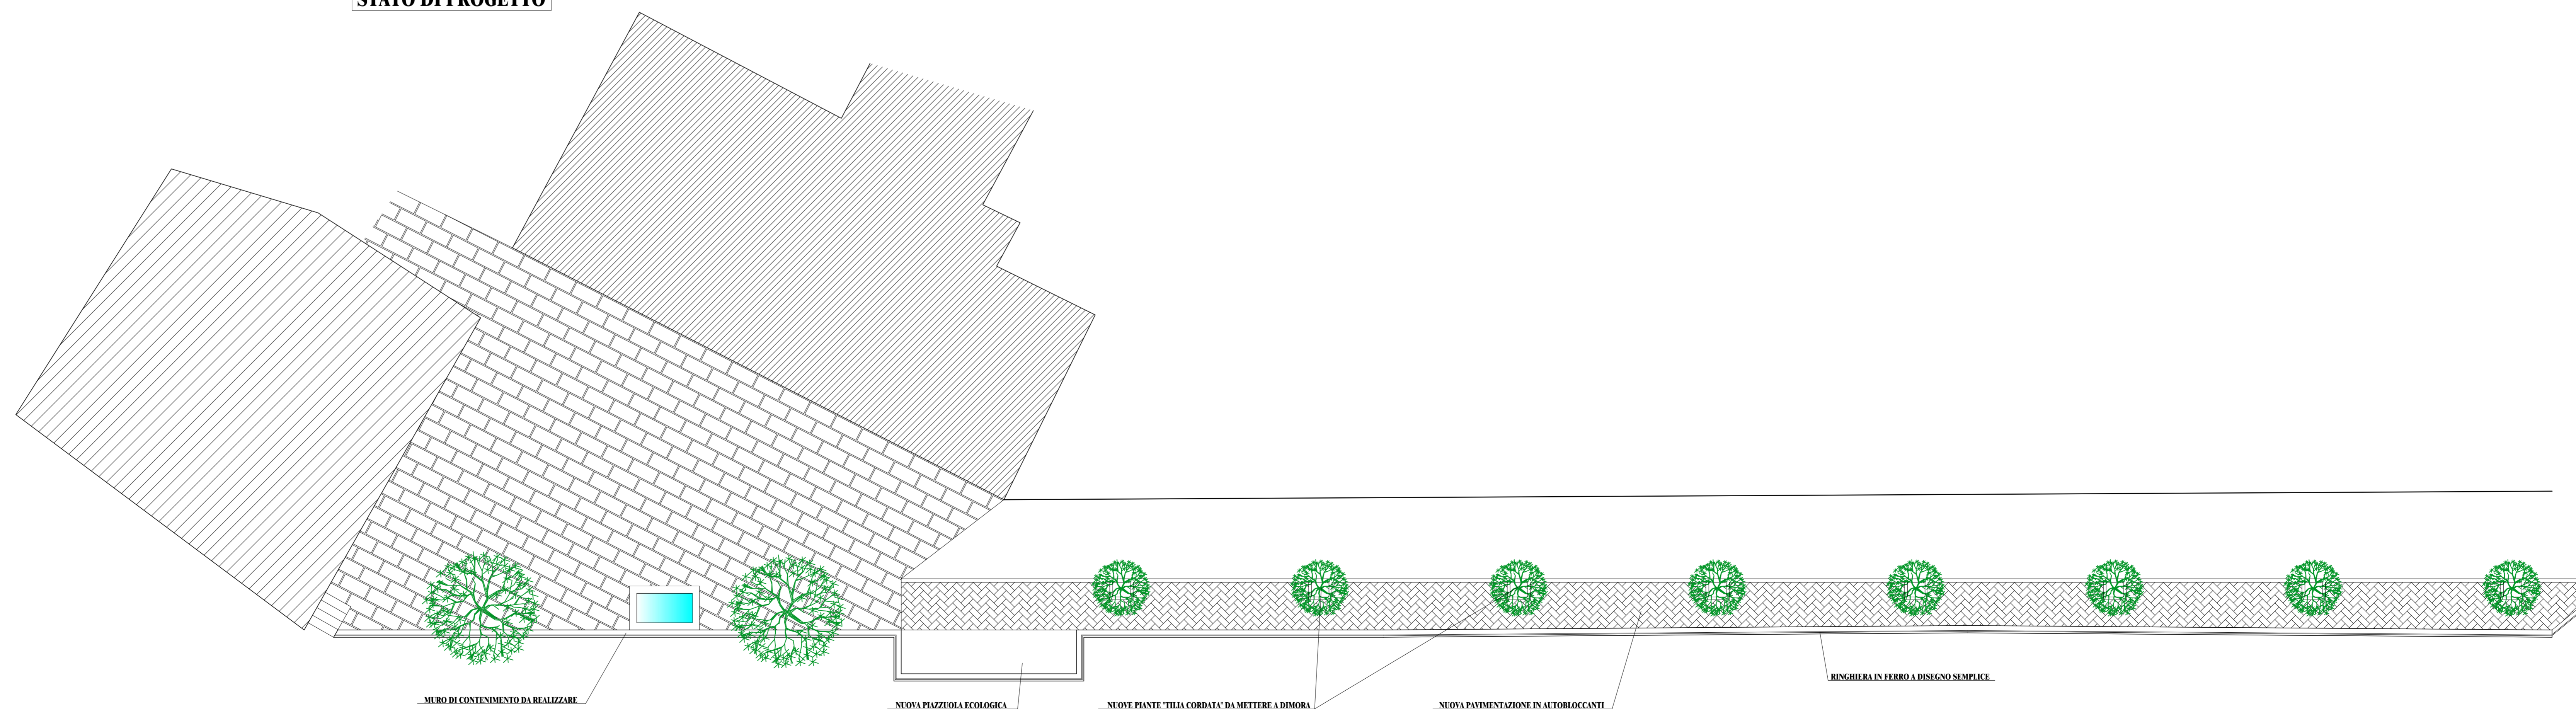 STATO DI PROGETTO
MURO DI CONTENIMENTO DA REALIZZARE
NUOVA PIAZZUOLA ECOLOGICA
NUOVE PIANTE "TILIA CORDATA" DA METTERE A DIMORA
NUOVA PAVIMENTAZIONE IN AUTOBLOCCANTI
RINGHIERA IN FERRO A DISEGNO SEMPLICE